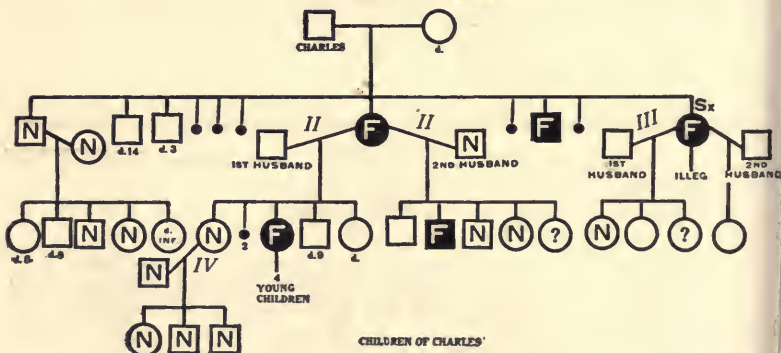 CHARLES d.
Sx
N N d.14 d.3 II F II N F III F
1ST HUSBAND 2ND HUSBAND 1ST HUSBAND ILLEG 2ND HUSBAND
d.8 d.8 N N d. INF. N 2 F d.9 d. F N N ? N ?
N IV 4 YOUNG CHILDREN
N N N
CHILDREN OF CHARLES'